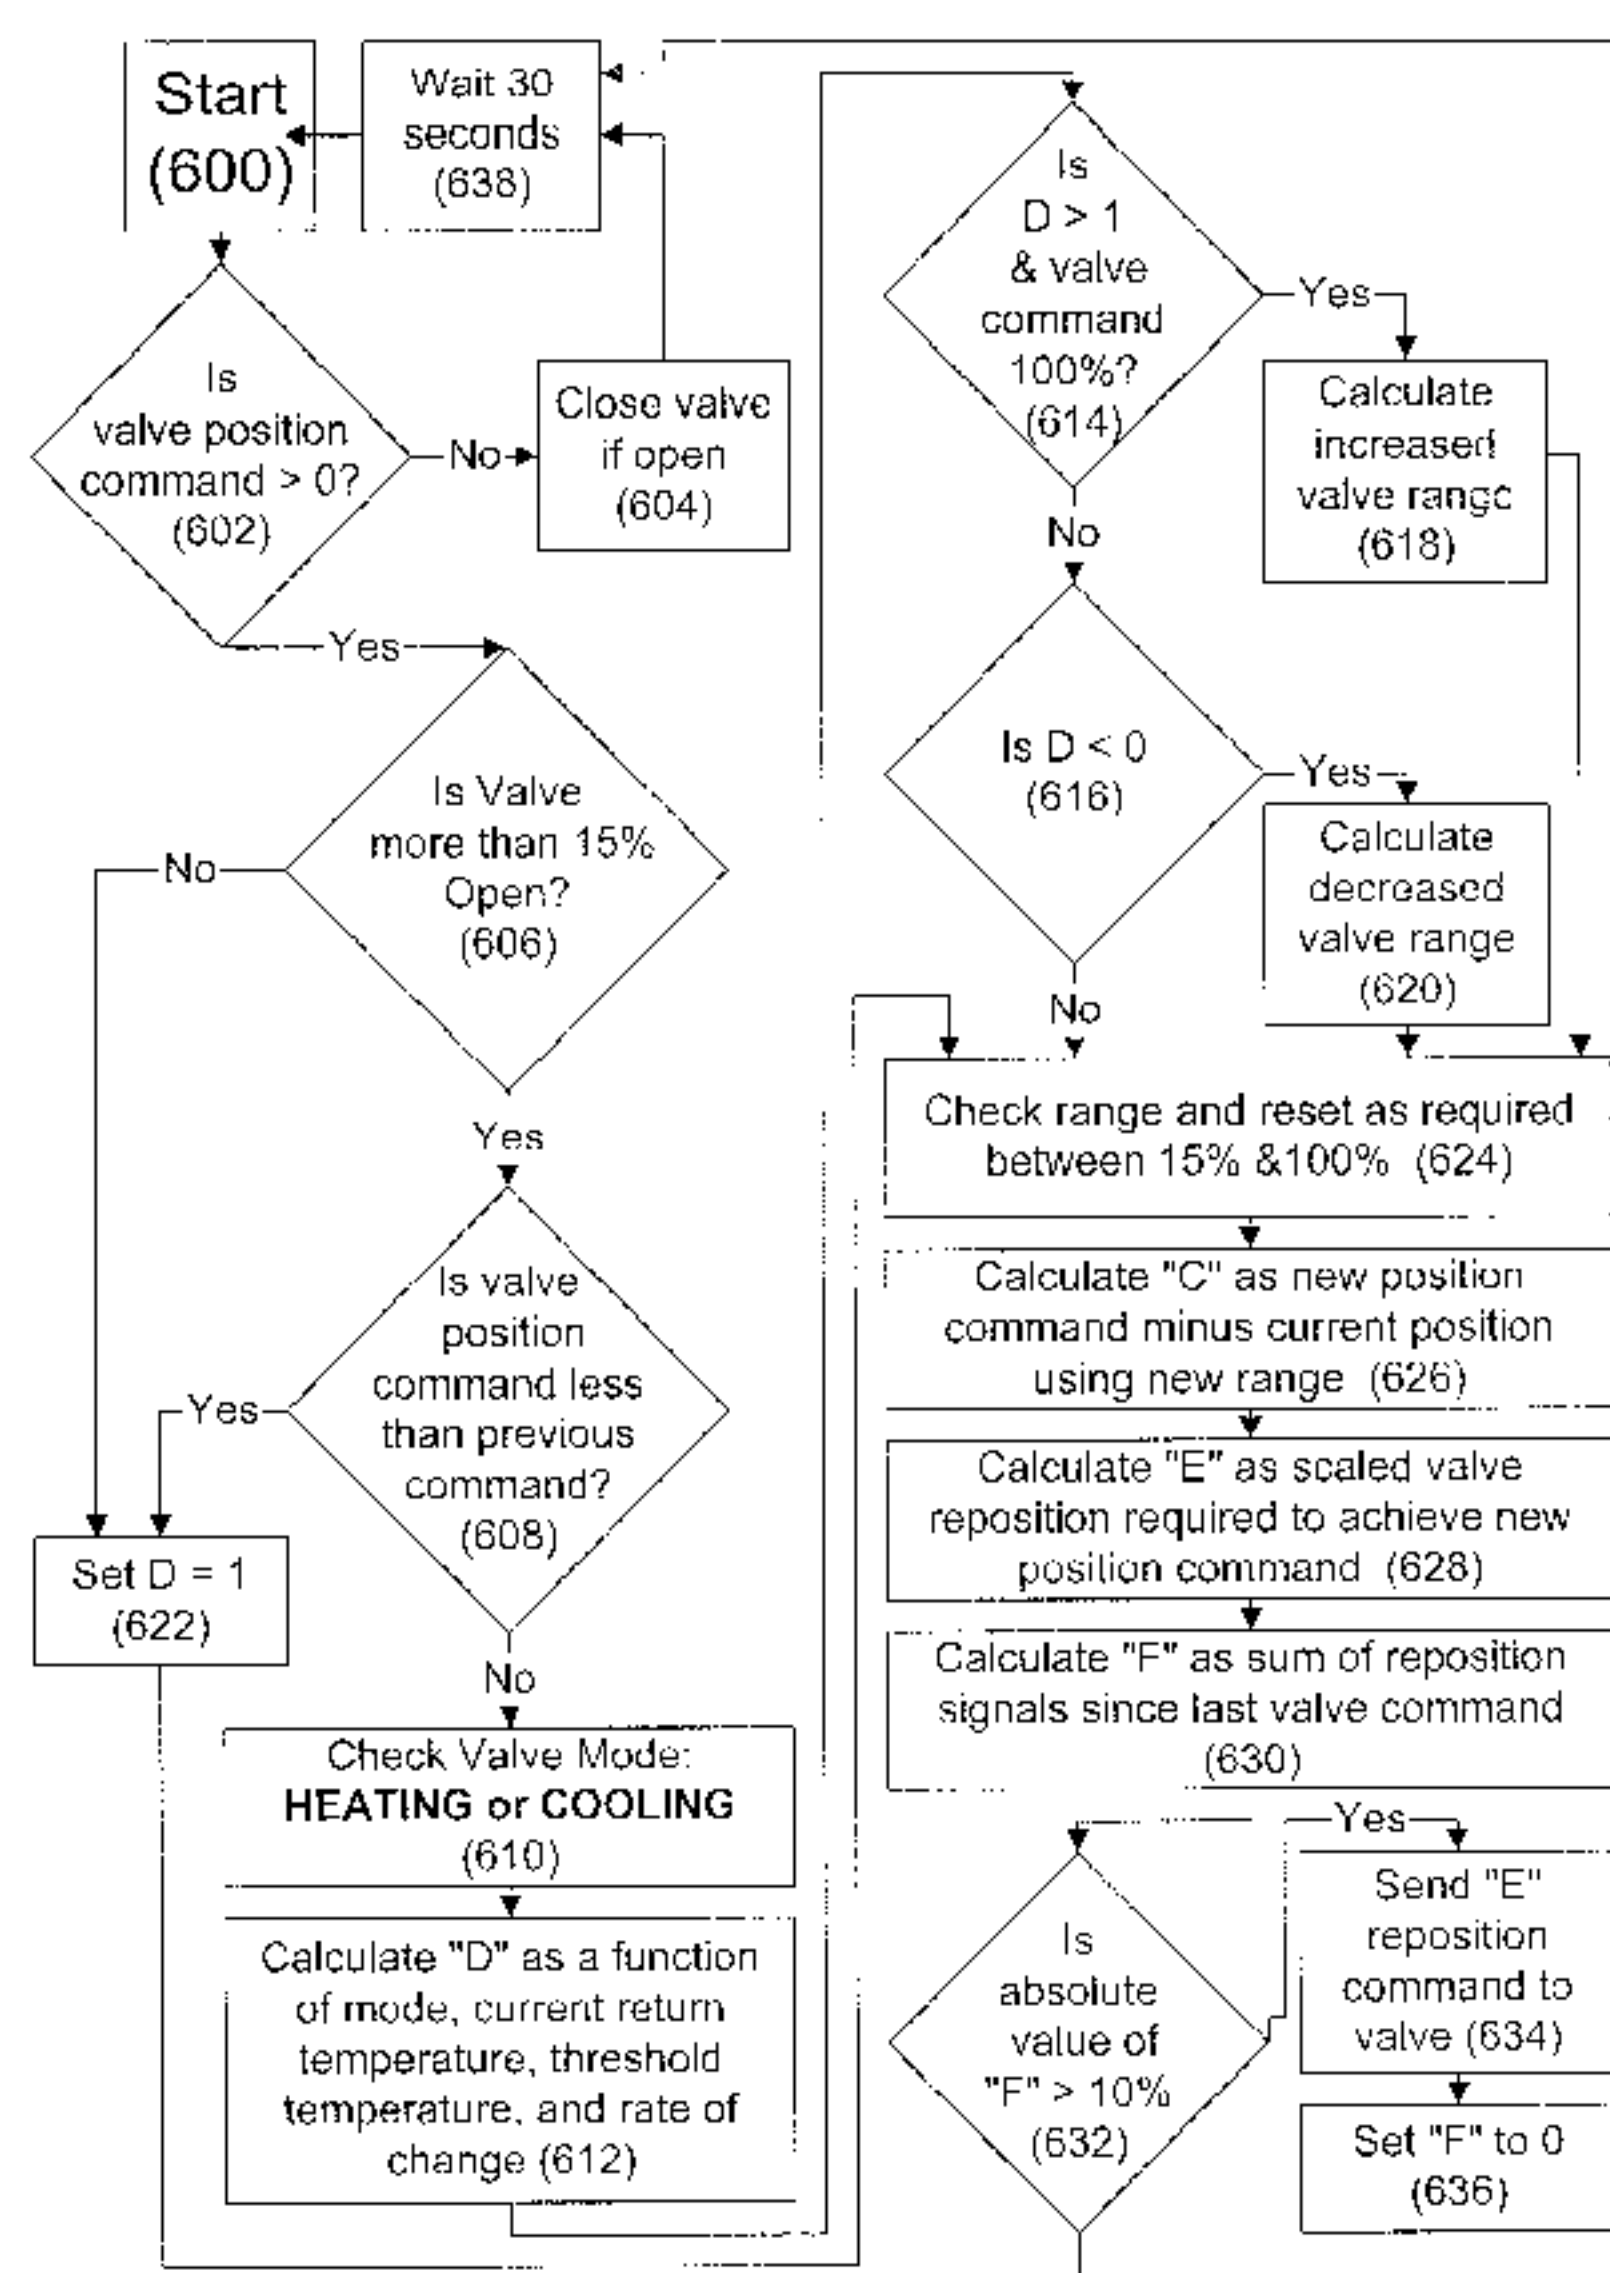 Start
(600)
Wait 30
seconds
(638)
Is
valve position
command > 0?
(602)
No
Close valve
if open
(604)
Yes
Is Valve
more than 15%
Open?
(606)
No
Yes
Is valve
position
command less
than previous
command?
(608)
Yes
Set D = 1
(622)
No
Check Valve Mode:
HEATING or COOLING
(610)
Calculate "D" as a function
of mode, current return
temperature, threshold
temperature, and rate of
change (612)
Is
D > 1
& valve
command
100%?
(614)
Yes
Calculate
increased
valve range
(618)
No
Is D < 0
(616)
Yes
Calculate
decreased
valve range
(620)
No
Check range and reset as required
between 15% &100% (624)
Calculate "C" as new position
command minus current position
using new range (626)
Calculate "E" as scaled valve
reposition required to achieve new
position command (628)
Calculate "F" as sum of reposition
signals since last valve command
(630)
Is
absolute
value of
"F" > 10%
(632)
Yes
Send "E"
reposition
command to
valve (634)
Set "F" to 0
(636)